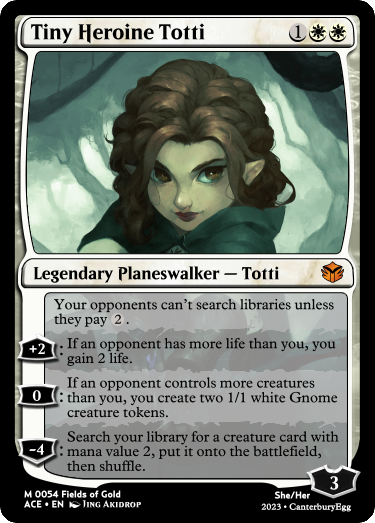 Tiny Heroine Totti 1
Legendary Planeswalker — Totti
Your opponents can't search libraries unless
they pay 2 .
+2 : If an opponent has more life than you, you
gain 2 life.
If an opponent controls more creatures
0 : than you, you create two 1/1 white Gnome
creature tokens.
Search your library for a creature card with
-4 : mana value 2, put it onto the battlefield,
then shuffle.
3
M 0054 Fields of Gold
She/Her
ACE • EN Jing Akidrop
2023 • CanterburyEgg